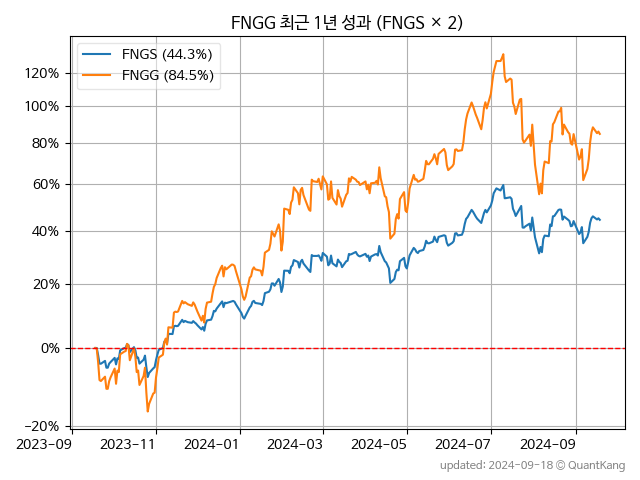 FNGG 최근 1년 성과 (FNGS × 2)
FNGS (44.3%)
FNGG (84.5%)
120%
100%
80%
60%
40%
20%
0%
−20%
2023-09 2023-11 2024-01 2024-03 2024-05 2024-07 2024-09
updated: 2024-09-18 © QuantKang